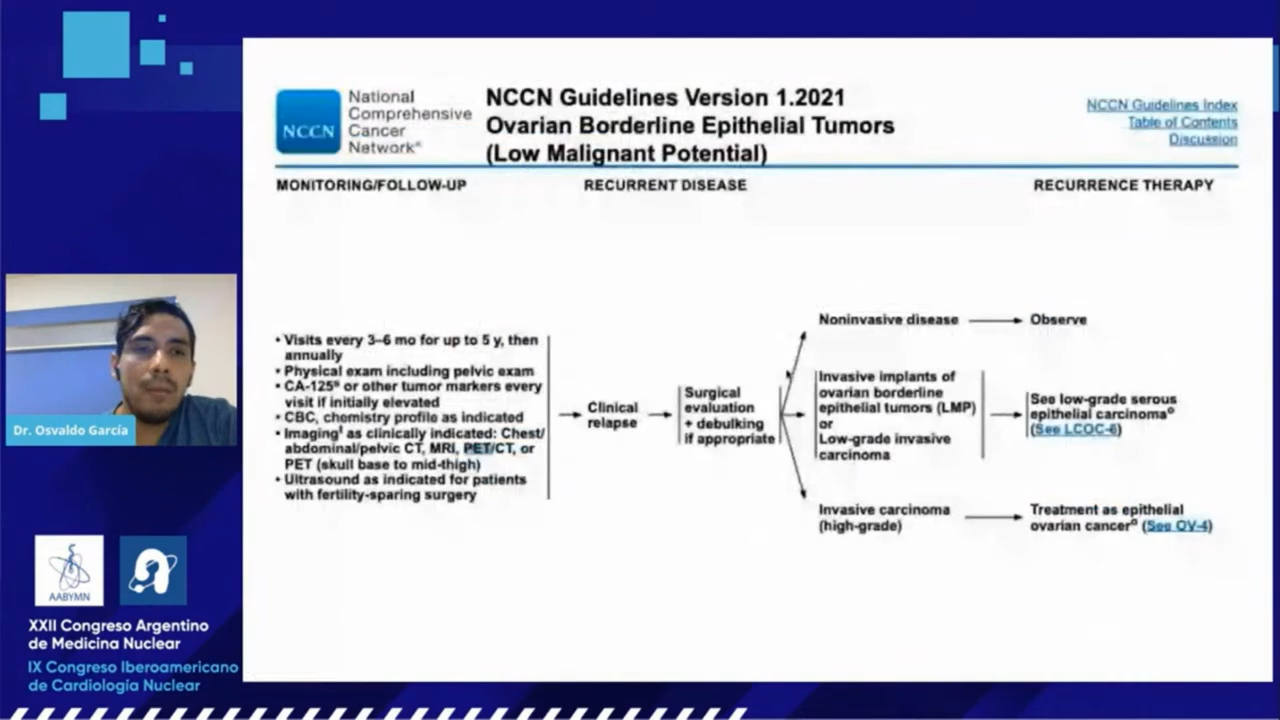 NCCN
National
Comprehensive
Cancer
Network®
NCCN Guidelines Version 1.2021
Ovarian Borderline Epithelial Tumors
(Low Malignant Potential)
NCCN Guidelines Index
Table of Contents
Discussion
MONITORING/FOLLOW-UP
RECURRENT DISEASE
RECURRENCE THERAPY
• Visits every 3–6 mo for up to 5 y, then
annually
• Physical exam including pelvic exam
• CA-125ˢ or other tumor markers every
visit if initially elevated
• CBC, chemistry profile as indicated
• Imagingᵗ as clinically indicated: Chest/
abdominal/pelvic CT, MRI, PET/CT, or
PET (skull base to mid-thigh)
• Ultrasound as indicated for patients
with fertility-sparing surgery
Clinical
relapse
Surgical
evaluation
+ debulking
if appropriate
Noninvasive disease
Observe
Invasive implants of
ovarian borderline
epithelial tumors (LMP)
or
Low-grade invasive
carcinoma
See low-grade serous
epithelial carcinomaᵒ
(See LCOC-6)
Invasive carcinoma
(high-grade)
Treatment as epithelial
ovarian cancerᵒ (See OV-4)
Dr. Osvaldo García
AABYMN
XXII Congreso Argentino
de Medicina Nuclear
IX Congreso Iberoamericano
de Cardiología Nuclear